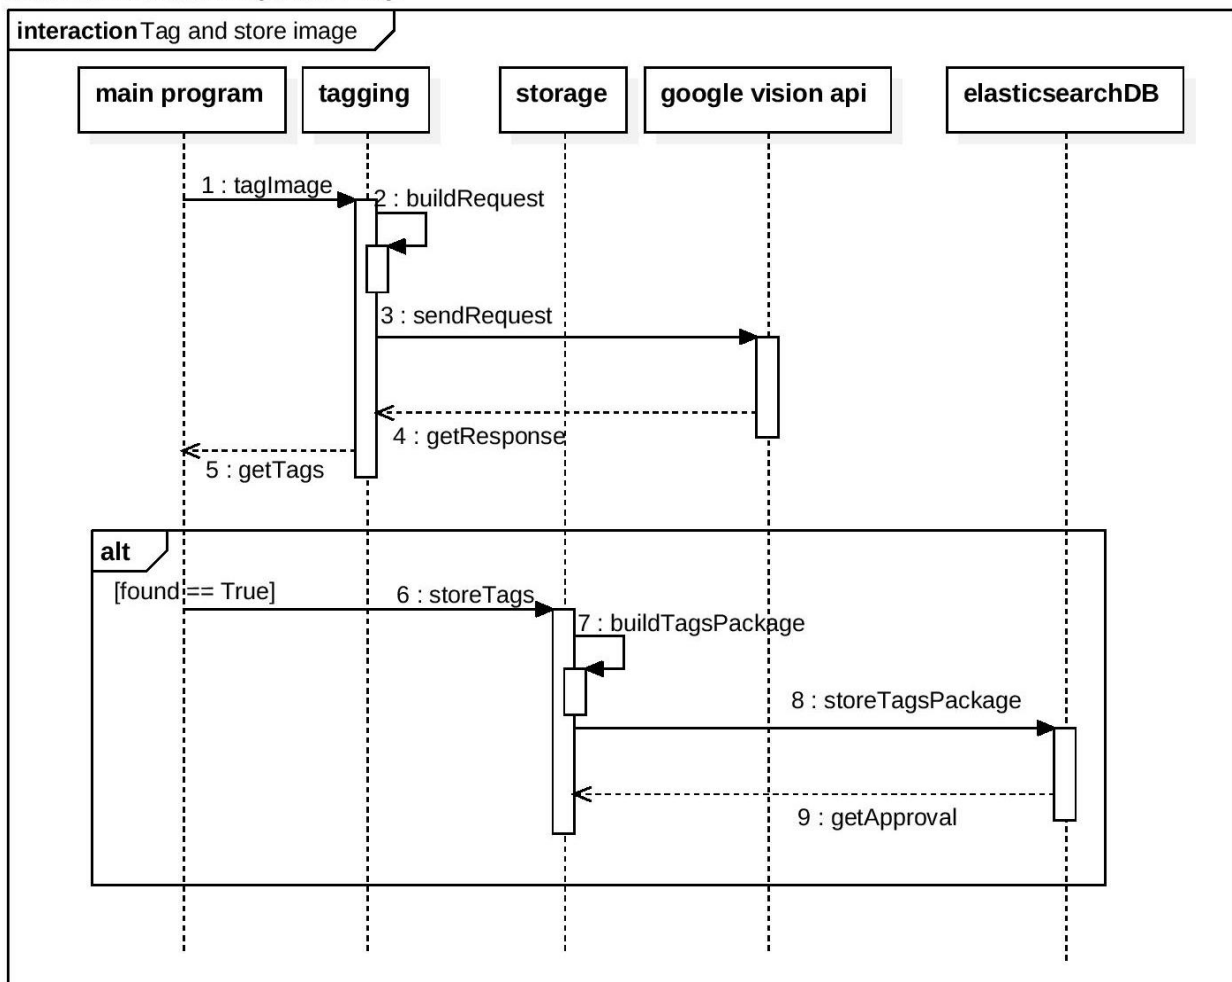 interaction Tag and store image
main program
tagging
storage
google vision api
elasticsearchDB
1 : tagImage
2 : buildRequest
3 : sendRequest
4 : getResponse
5 : getTags
alt
[found == True]
6 : storeTags
7 : buildTagsPackage
8 : storeTagsPackage
9 : getApproval